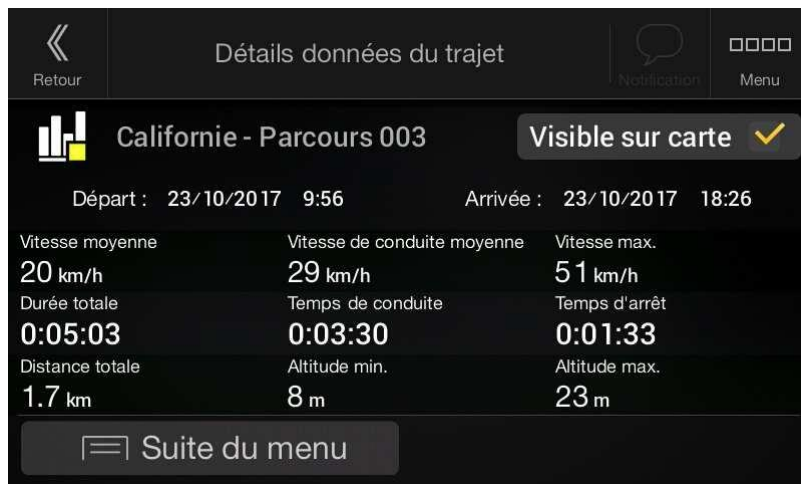 Détails données du trajet
Retour
Notification
Menu
Californie - Parcours 003
Visible sur carte
Départ : 23/10/2017 9:56 Arrivée : 23/10/2017 18:26
Vitesse moyenne Vitesse de conduite moyenne Vitesse max.
20 km/h 29 km/h 51 km/h
Durée totale Temps de conduite Temps d'arrêt
0:05:03 0:03:30 0:01:33
Distance totale Altitude min. Altitude max.
1.7 km 8 m 23 m
Suite du menu